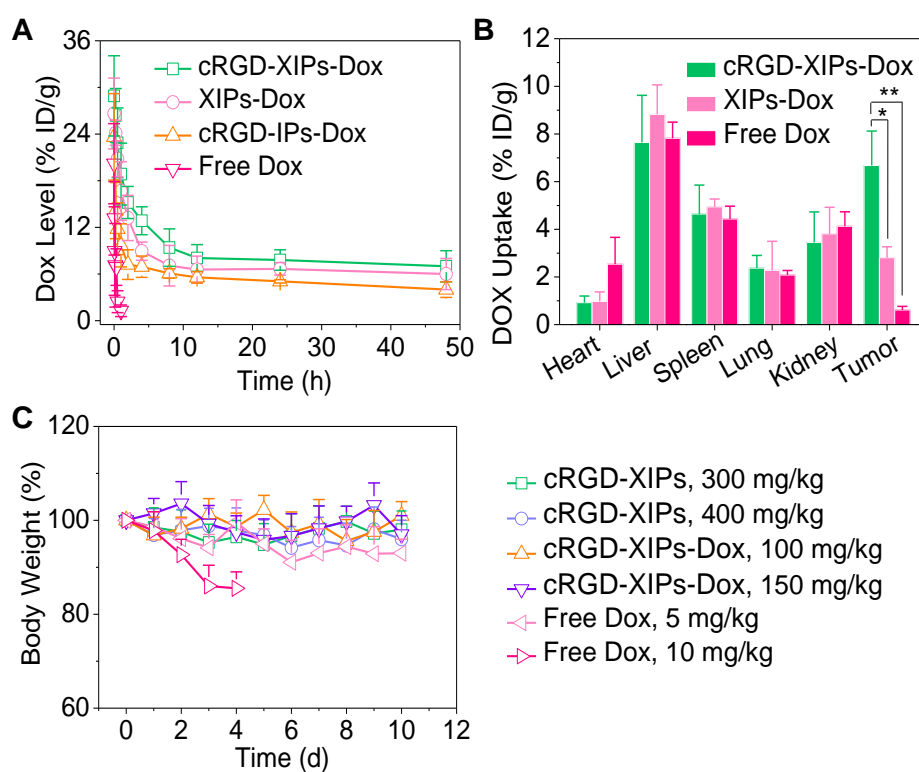 A
Dox Level (% ID/g)
36
24
12
0
cRGD-XIPs-Dox
XIPs-Dox
cRGD-IPs-Dox
Free Dox
0 10 20 30 40 50
Time (h)
B
DOX Uptake (% ID/g)
12
10
8
6
4
2
0
cRGD-XIPs-Dox
XIPs-Dox
Free Dox
**
*
Heart Liver Spleen Lung Kidney Tumor
C
Body Weight (%)
120
100
80
60
0 2 4 6 8 10 12
Time (d)
cRGD-XIPs, 300 mg/kg
cRGD-XIPs, 400 mg/kg
cRGD-XIPs-Dox, 100 mg/kg
cRGD-XIPs-Dox, 150 mg/kg
Free Dox, 5 mg/kg
Free Dox, 10 mg/kg